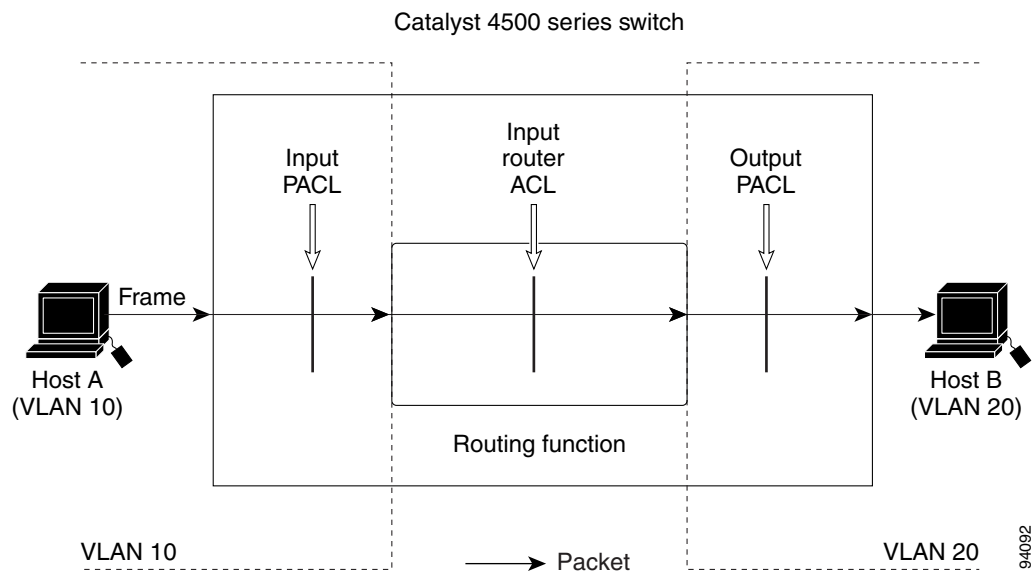 Catalyst 4500 series switch
Input
PACL
Input
router
ACL
Output
PACL
Frame
Host A
(VLAN 10)
Host B
(VLAN 20)
Routing function
VLAN 10
Packet
VLAN 20
94092